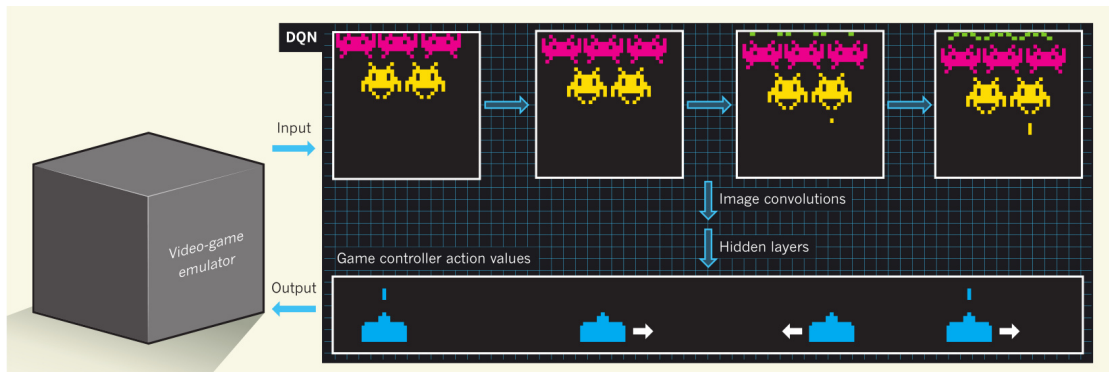 DQN
Input
Image convolutions
Video-game
emulator
Hidden layers
Game controller action values
Output